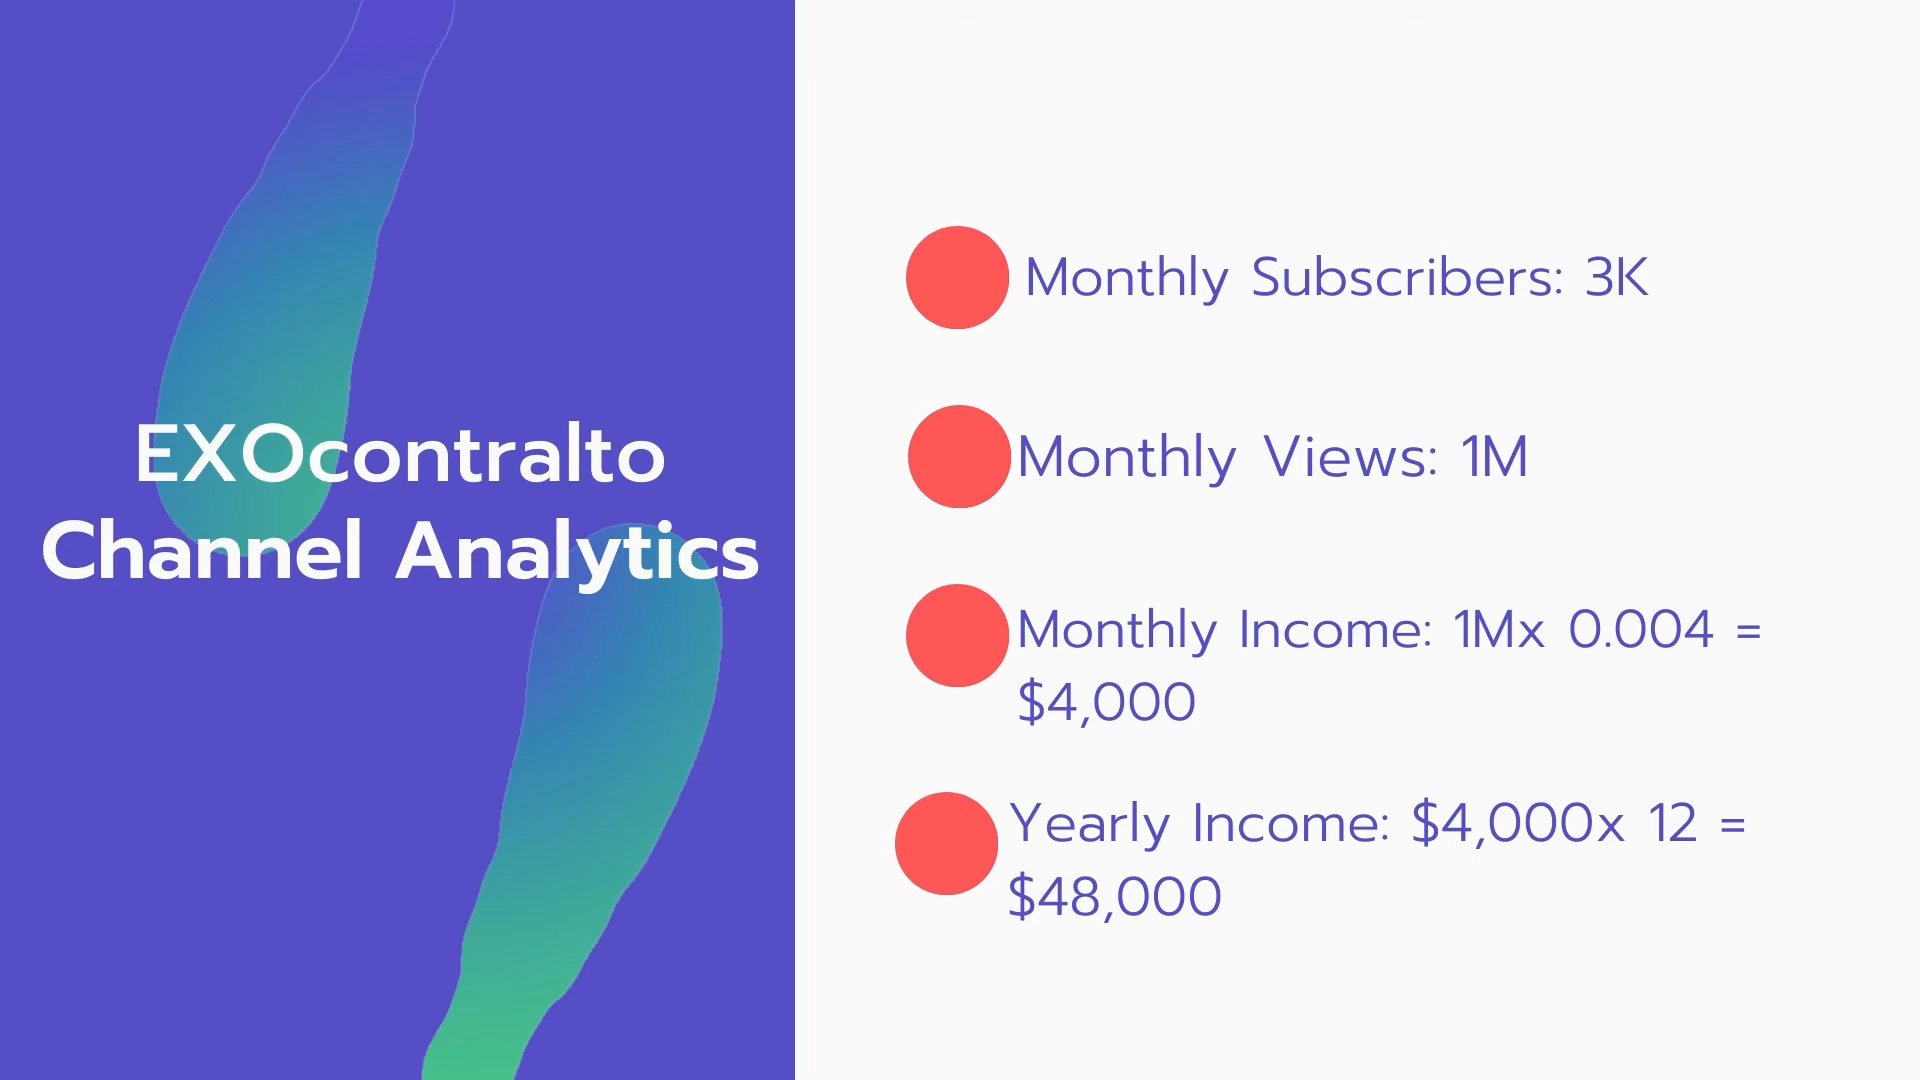 EXOcontralto
Channel Analytics
Monthly Subscribers: 3K
Monthly Views: 1M
Monthly Income: 1Mx 0.004 =
$4,000
Yearly Income: $4,000x 12 =
$48,000